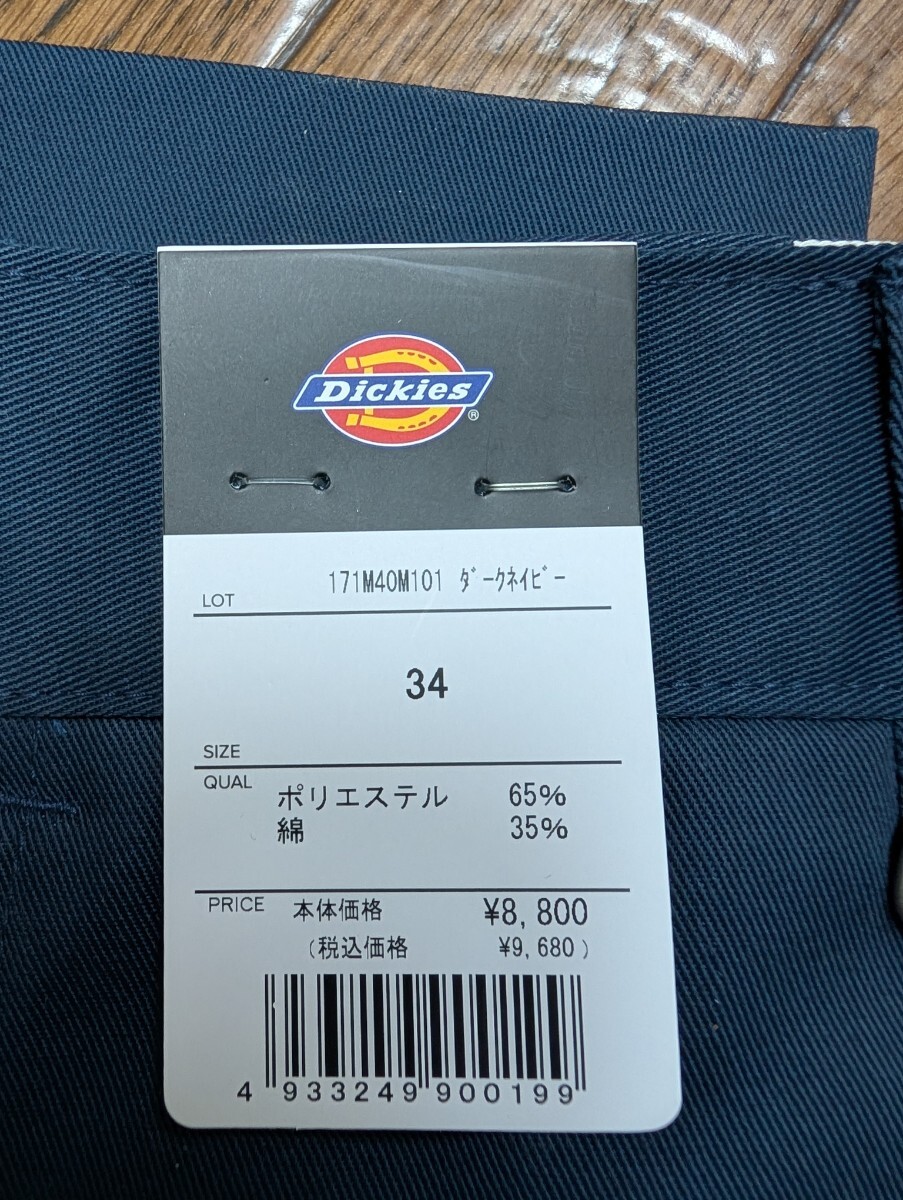 Dickies
®
LOT 171M40M101 ﾀﾞｰｸﾈｲﾋﾞｰ
34
SIZE
QUAL ポリエステル 65%
綿 35%
PRICE 本体価格 ¥8,800
(税込価格 ¥9,680)
4 933249 900199